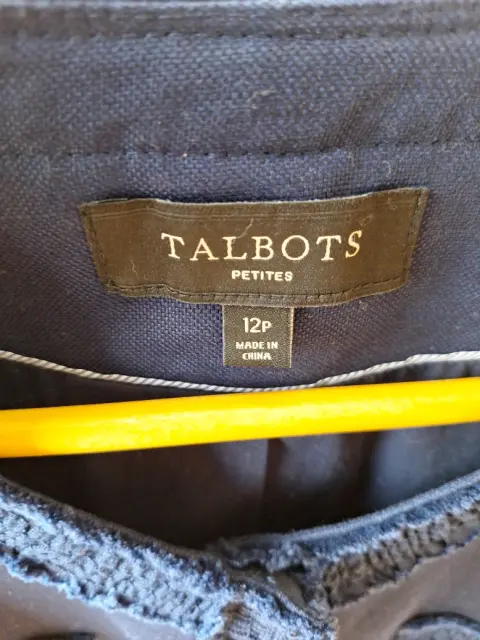 TALBOTS
PETITES
12P
MADE IN
CHINA